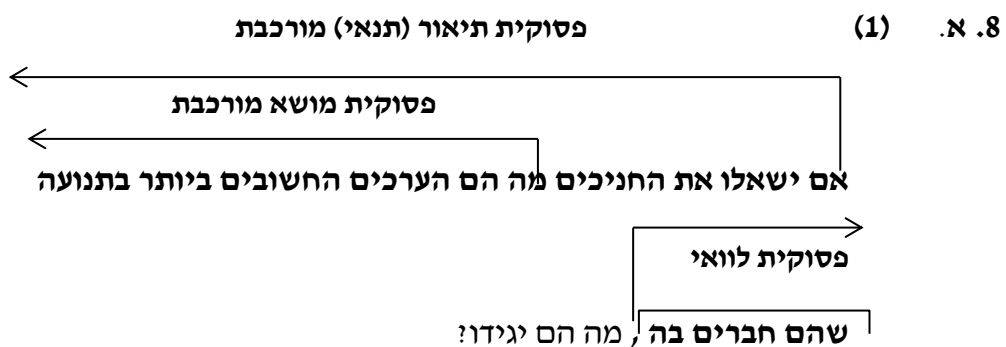 8. א. (1) פסוקית תיאור (תנאי) מורכבת
פסוקית מושא מורכבת
אם ישאלו את החניכים מה הם הערכים החשובים ביותר בתנועה
פסוקית לוואי
שהם חברים בה, מה הם יגידו?